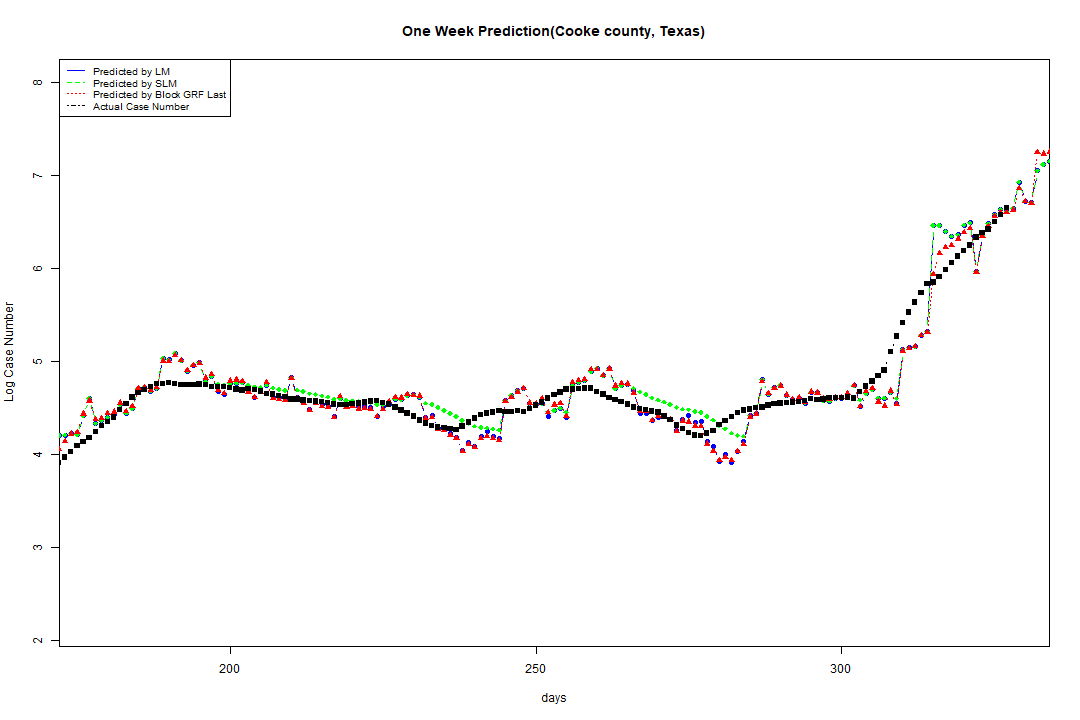 One Week Prediction(Cooke county, Texas)
Predicted by LM
Predicted by SLM
Predicted by Block GRF Last
Actual Case Number
8
7
6
5
4
3
2
Log Case Number
200 250 300
days